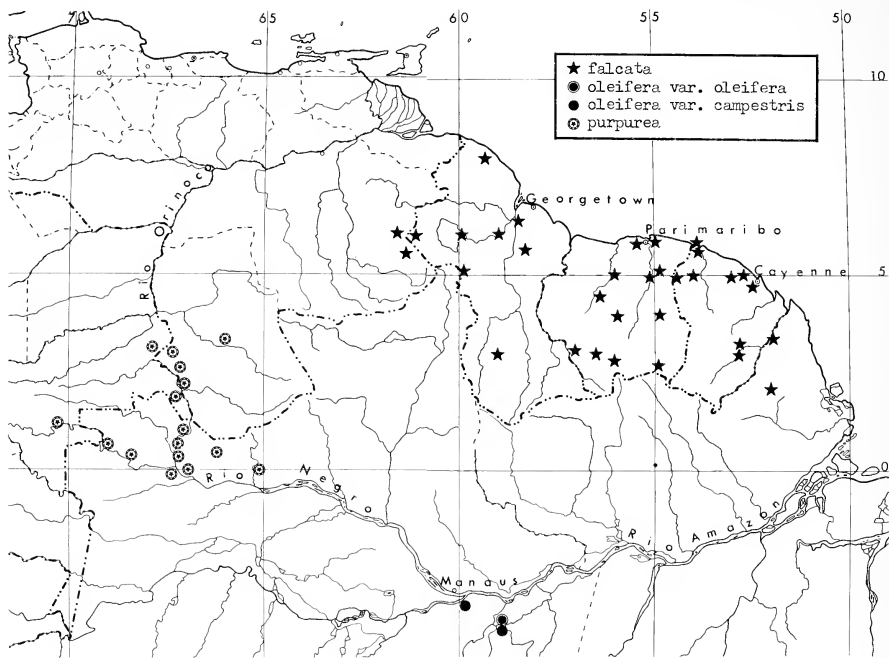 65 60 55 50
falcata
oleifera var. oleifera
oleifera var. campestris
purpurea
10
Rio Orinoco
Georgetown
Parimaribo
Cayenne
5
0
Rio Negro
Rio Amazon
Manaus